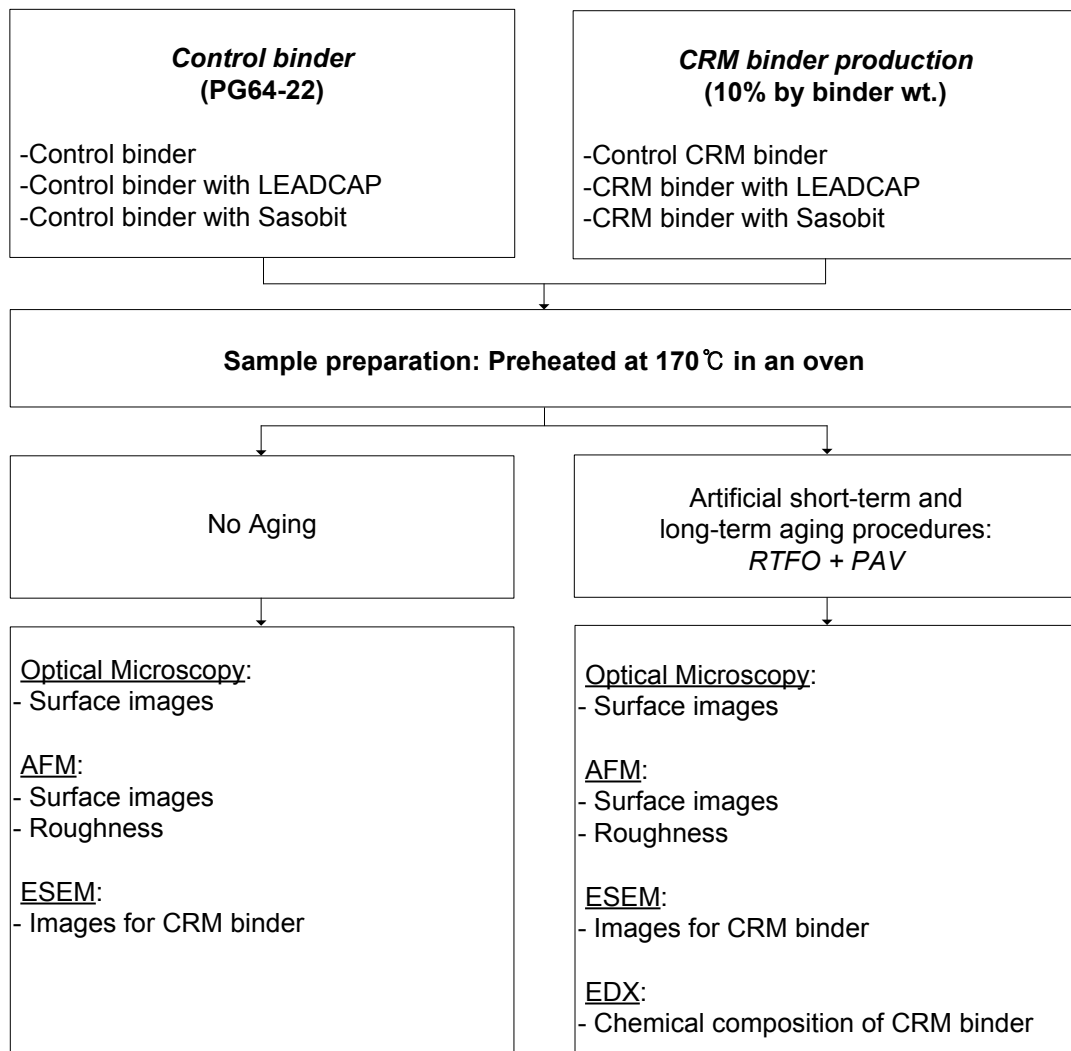 Control binder
(PG64-22)
-Control binder
-Control binder with LEADCAP
-Control binder with Sasobit
CRM binder production
(10% by binder wt.)
-Control CRM binder
-CRM binder with LEADCAP
-CRM binder with Sasobit
Sample preparation: Preheated at 170℃ in an oven
No Aging
Artificial short-term and
long-term aging procedures:
RTFO + PAV
Optical Microscopy:
- Surface images
AFM:
- Surface images
- Roughness
ESEM:
- Images for CRM binder
Optical Microscopy:
- Surface images
AFM:
- Surface images
- Roughness
ESEM:
- Images for CRM binder
EDX:
- Chemical composition of CRM binder